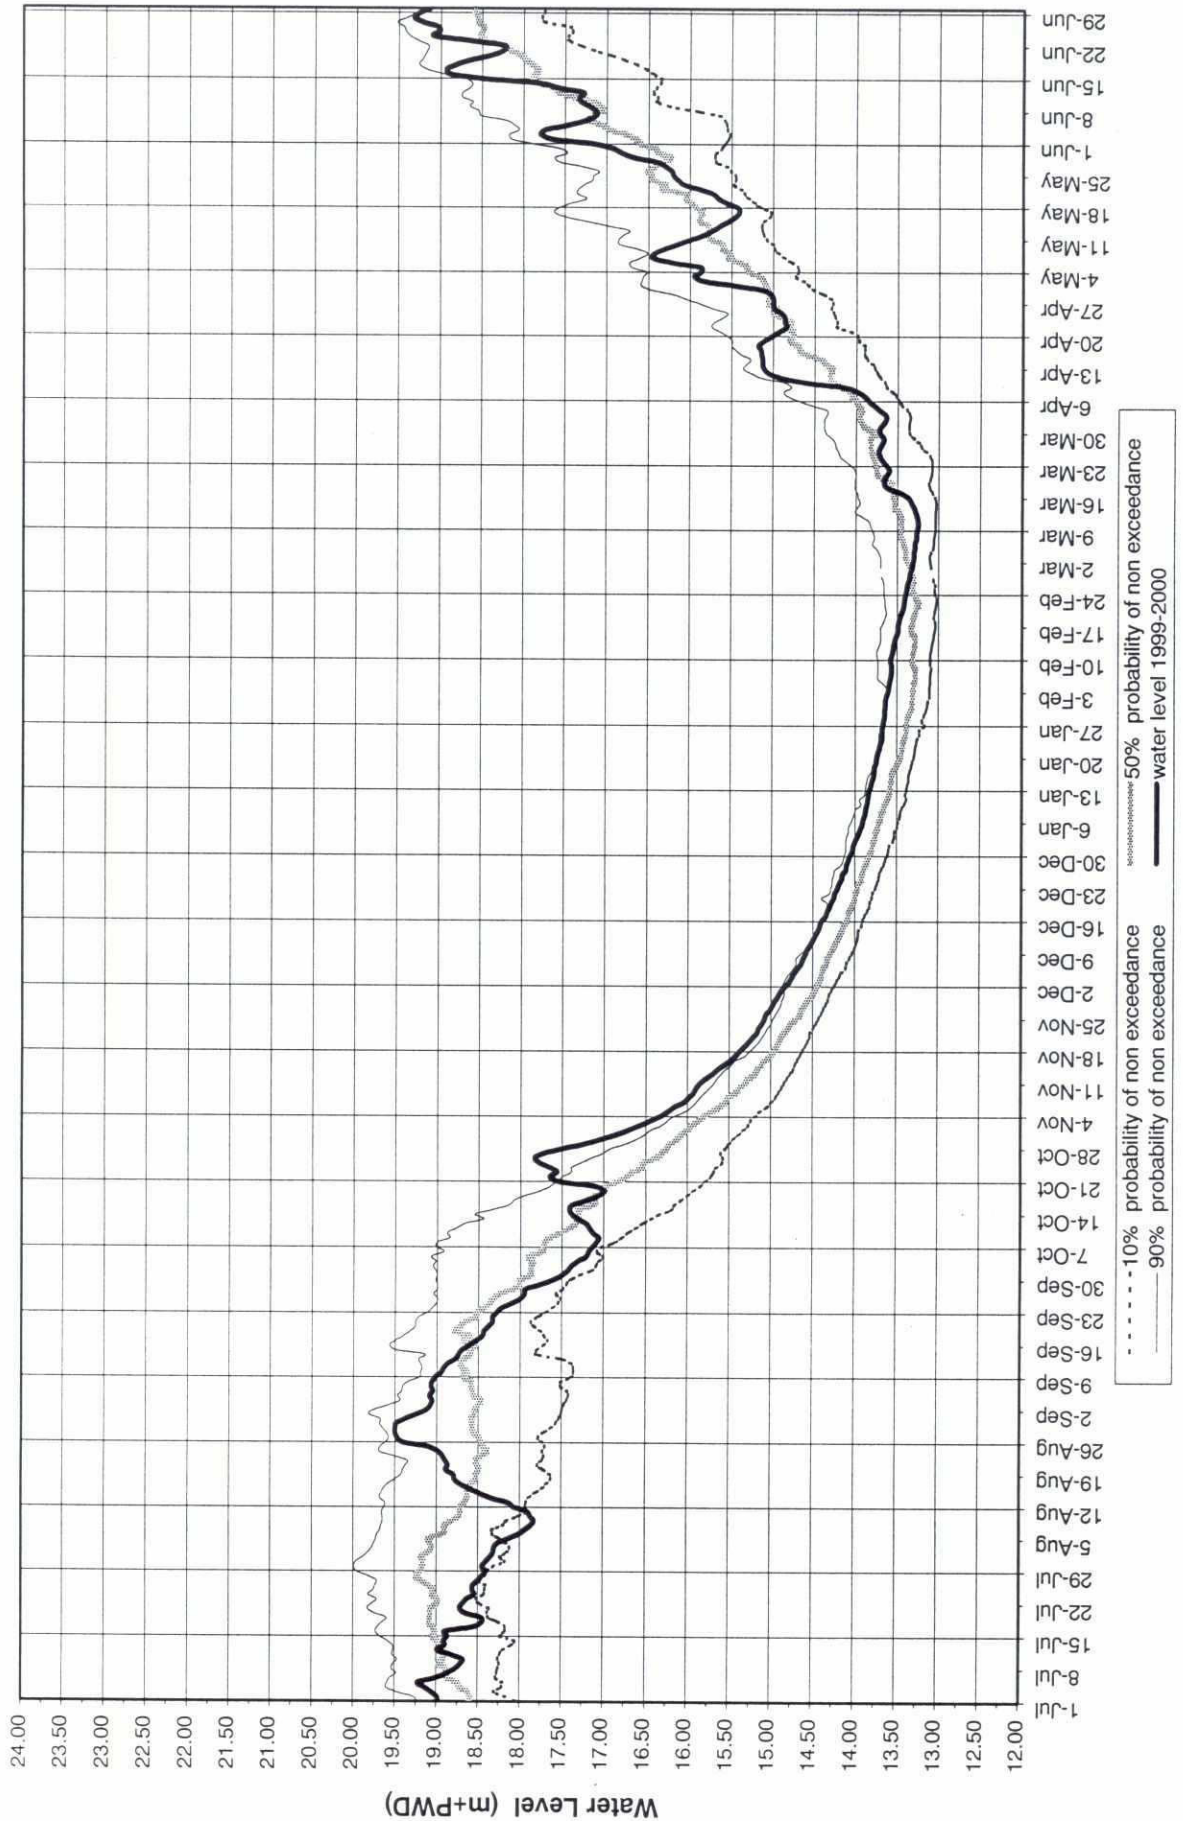 Water Level (m+PWD)
24.00
23.50
23.00
22.50
22.00
21.50
21.00
20.50
20.00
19.50
19.00
18.50
18.00
17.50
17.00
16.50
16.00
15.50
15.00
14.50
14.00
13.50
13.00
12.50
12.00
1-Jul
8-Jul
15-Jul
22-Jul
29-Jul
5-Aug
12-Aug
19-Aug
26-Aug
2-Sep
9-Sep
16-Sep
23-Sep
30-Sep
7-Oct
14-Oct
21-Oct
28-Oct
4-Nov
11-Nov
18-Nov
25-Nov
2-Dec
9-Dec
16-Dec
23-Dec
30-Dec
6-Jan
13-Jan
20-Jan
27-Jan
3-Feb
10-Feb
17-Feb
24-Feb
2-Mar
9-Mar
16-Mar
23-Mar
30-Mar
6-Apr
13-Apr
20-Apr
27-Apr
4-May
11-May
18-May
25-May
1-Jun
8-Jun
15-Jun
22-Jun
29-Jun
10% probability of non exceedance
50% probability of non exceedance
90% probability of non exceedance
water level 1999-2000